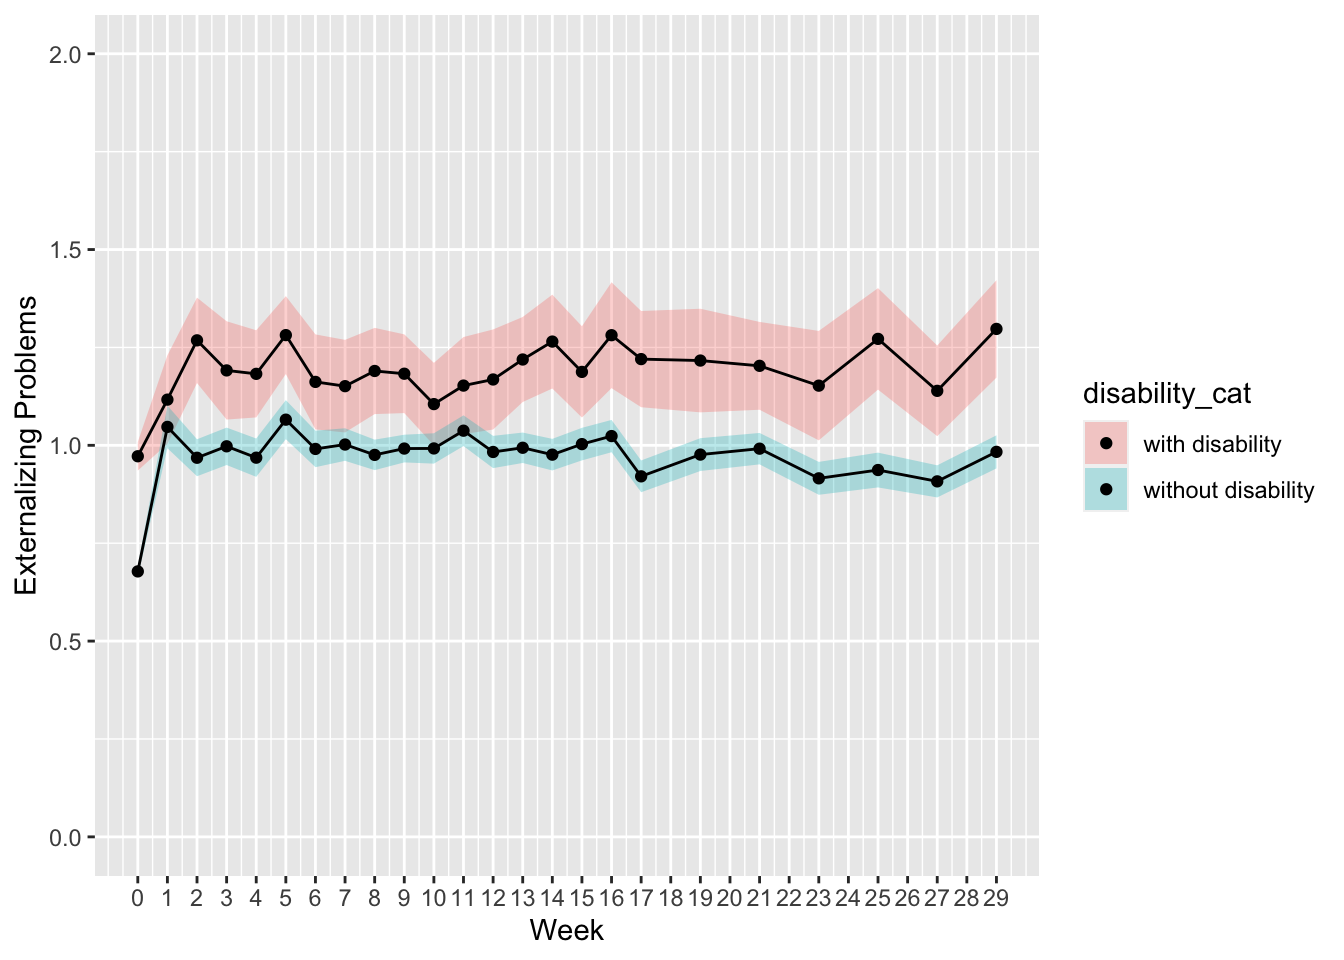 2.0
1.5
1.0
0.5
0.0
Externalizing Problems
0 1 2 3 4 5 6 7 8 9 10 11 12 13 14 15 16 17 18 19 20 21 22 23 24 25 26 27 28 29
Week
disability_cat
with disability
without disability